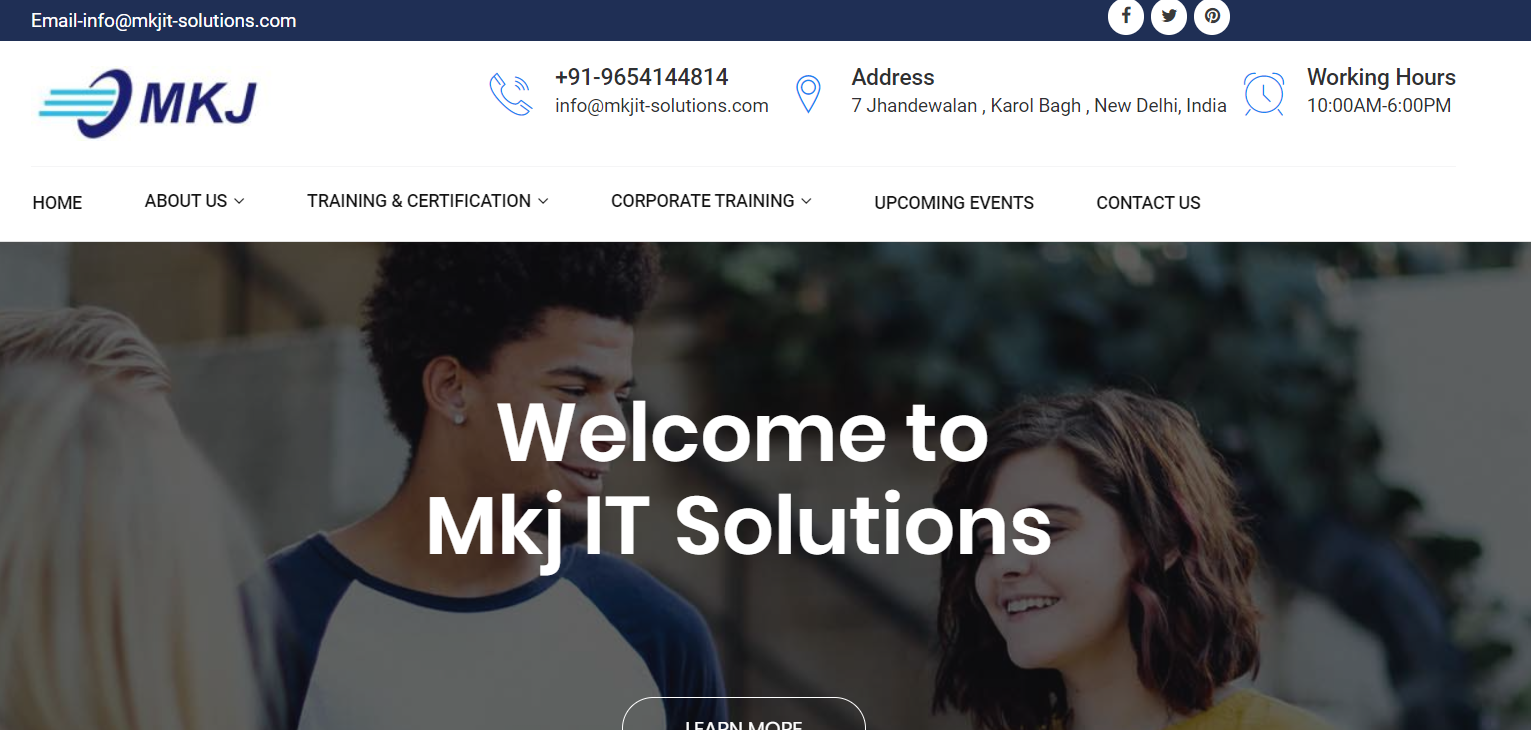 Email-info@mkjit-solutions.com
MKJ
+91-9654144814
info@mkjit-solutions.com
Address
7 Jhandewalan , Karol Bagh , New Delhi, India
Working Hours
10:00AM-6:00PM
HOME ABOUT US TRAINING & CERTIFICATION CORPORATE TRAINING UPCOMING EVENTS CONTACT US
Welcome to
Mkj IT Solutions
LEARN MORE